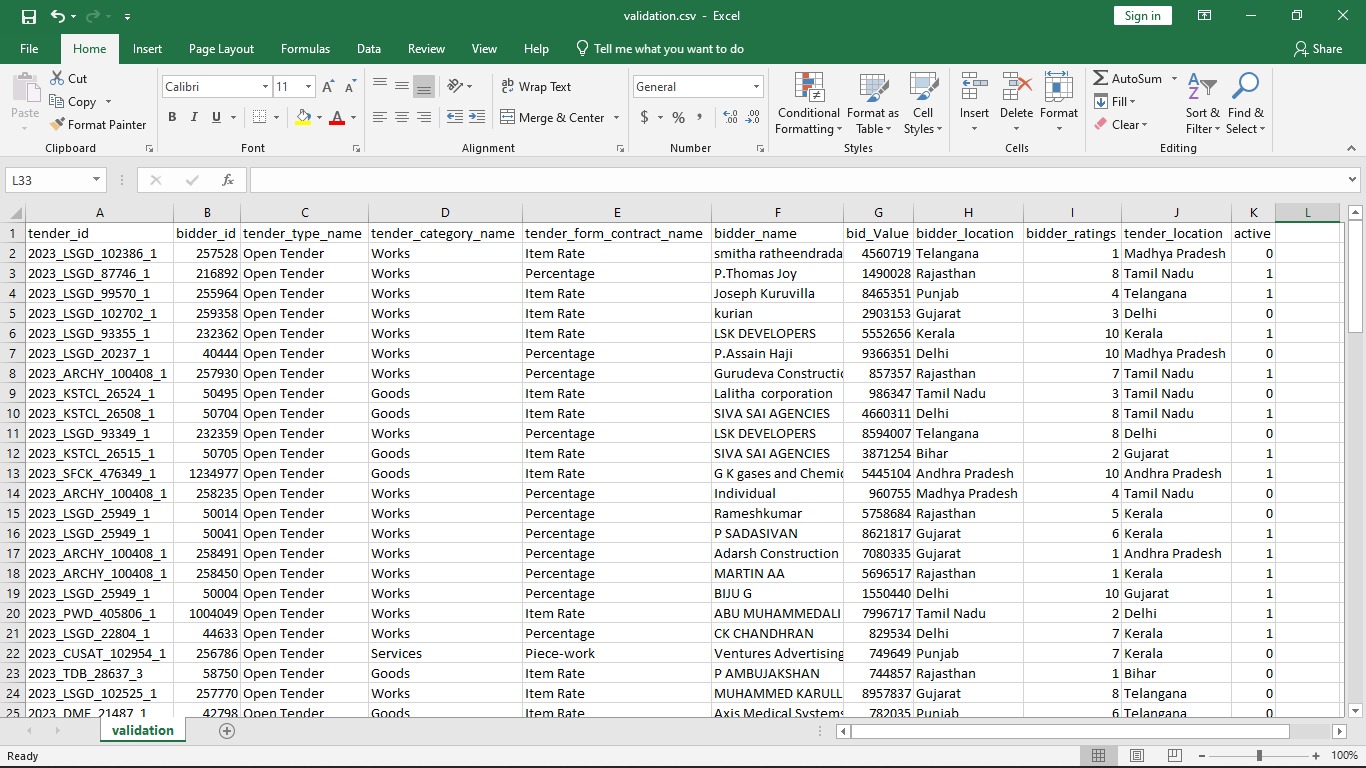 validation.csv - Excel
Sign in
File Home Insert Page Layout Formulas Data Review View Help Tell me what you want to do Share
Paste Cut Copy Format Painter Clipboard
Calibri 11 A A B I U A Font
ab Wrap Text Merge & Center Alignment
General $ % , .00 .0 Number
Conditional Formatting Format as Table Cell Styles Styles
Insert Delete Format Cells
AutoSum Fill Clear Sort & Filter Find & Select Editing
L33 fx
A B C D E F G H I J K L
1 tender_id bidder_id tender_type_name tender_category_name tender_form_contract_name bidder_name bid_Value bidder_location bidder_ratings tender_location active
2 2023_LSGD_102386_1 257528 Open Tender Works Item Rate smitha ratheendrada 4560719 Telangana 1 Madhya Pradesh 0
3 2023_LSGD_87746_1 216892 Open Tender Works Percentage P.Thomas Joy 1490028 Rajasthan 8 Tamil Nadu 1
4 2023_LSGD_99570_1 255964 Open Tender Works Item Rate Joseph Kuruvilla 8465351 Punjab 4 Telangana 1
5 2023_LSGD_102702_1 259358 Open Tender Works Item Rate kurian 2903153 Gujarat 3 Delhi 0
6 2023_LSGD_93355_1 232362 Open Tender Works Item Rate LSK DEVELOPERS 5552656 Kerala 10 Kerala 1
7 2023_LSGD_20237_1 40444 Open Tender Works Percentage P.Assain Haji 9366351 Delhi 10 Madhya Pradesh 0
8 2023_ARCHY_100408_1 257930 Open Tender Works Percentage Gurudeva Constructi 857357 Rajasthan 7 Tamil Nadu 1
9 2023_KSTCL_26524_1 50495 Open Tender Goods Item Rate Lalitha  corporation 986347 Tamil Nadu 3 Tamil Nadu 0
10 2023_KSTCL_26508_1 50704 Open Tender Goods Item Rate SIVA SAI AGENCIES 4660311 Delhi 8 Tamil Nadu 1
11 2023_LSGD_93349_1 232359 Open Tender Works Percentage LSK DEVELOPERS 8594007 Telangana 8 Delhi 0
12 2023_KSTCL_26515_1 50705 Open Tender Goods Item Rate SIVA SAI AGENCIES 3871254 Bihar 2 Gujarat 1
13 2023_SFCK_476349_1 1234977 Open Tender Goods Item Rate G K gases and Chemic 5445104 Andhra Pradesh 10 Andhra Pradesh 1
14 2023_ARCHY_100408_1 258235 Open Tender Works Percentage Individual 960755 Madhya Pradesh 4 Tamil Nadu 0
15 2023_LSGD_25949_1 50014 Open Tender Works Percentage Rameshkumar 5758684 Rajasthan 5 Kerala 0
16 2023_LSGD_25949_1 50041 Open Tender Works Percentage P SADASIVAN 8621817 Gujarat 6 Kerala 1
17 2023_ARCHY_100408_1 258491 Open Tender Works Percentage Adarsh Construction 7080335 Gujarat 1 Andhra Pradesh 1
18 2023_ARCHY_100408_1 258450 Open Tender Works Percentage MARTIN AA 5696517 Rajasthan 1 Kerala 1
19 2023_LSGD_25949_1 50004 Open Tender Works Percentage BIJU G 1550440 Delhi 10 Gujarat 1
20 2023_PWD_405806_1 1004049 Open Tender Works Item Rate ABU MUHAMMEDALI 7996717 Tamil Nadu 2 Delhi 1
21 2023_LSGD_22804_1 44633 Open Tender Works Percentage CK CHANDHRAN 829534 Delhi 7 Kerala 1
22 2023_CUSAT_102954_1 256786 Open Tender Services Piece-work Ventures Advertising 749649 Punjab 7 Kerala 0
23 2023_TDB_28637_3 58750 Open Tender Goods Item Rate P AMBUJAKSHAN 744857 Rajasthan 1 Bihar 0
24 2023_LSGD_102525_1 257770 Open Tender Works Item Rate MUHAMMED KARULL 8957837 Gujarat 8 Telangana 0
25 2023_DME_21487_1 42798 Open Tender Goods Item Rate Axis Medical Systems 782035 Punjab 6 Telangana 0
validation
Ready 100%